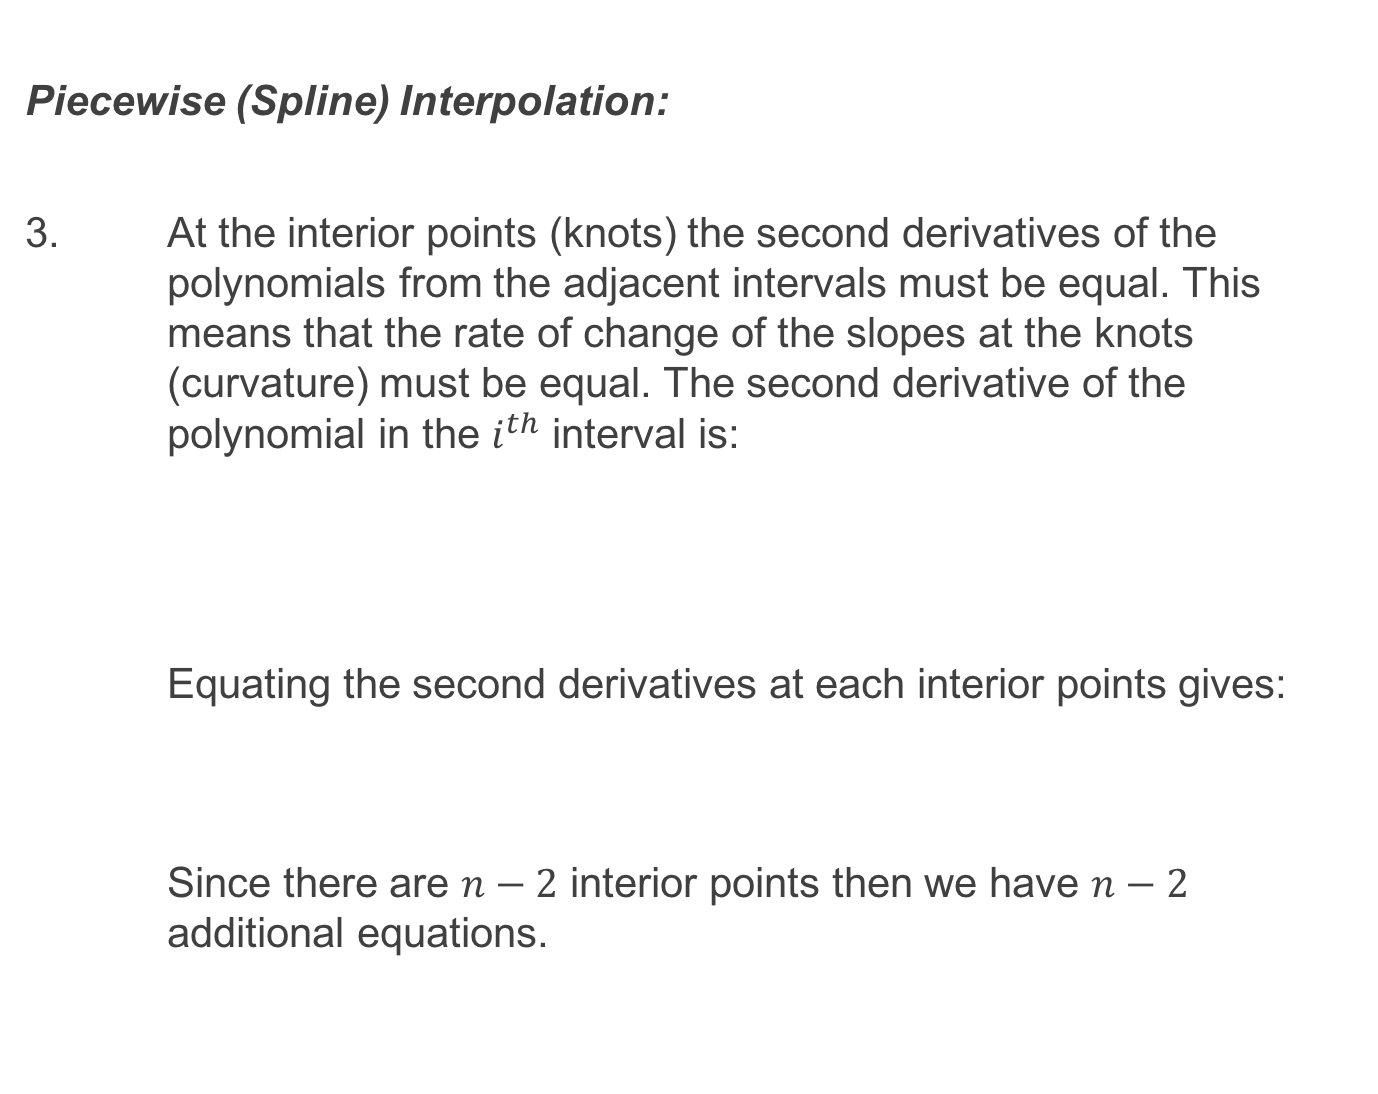 Piecewise (Spline) Interpolation:
3. At the interior points (knots) the second derivatives of the
polynomials from the adjacent intervals must be equal. This
means that the rate of change of the slopes at the knots
(curvature) must be equal. The second derivative of the
polynomial in the i^{th} interval is:
Equating the second derivatives at each interior points gives:
Since there are n − 2 interior points then we have n − 2
additional equations.